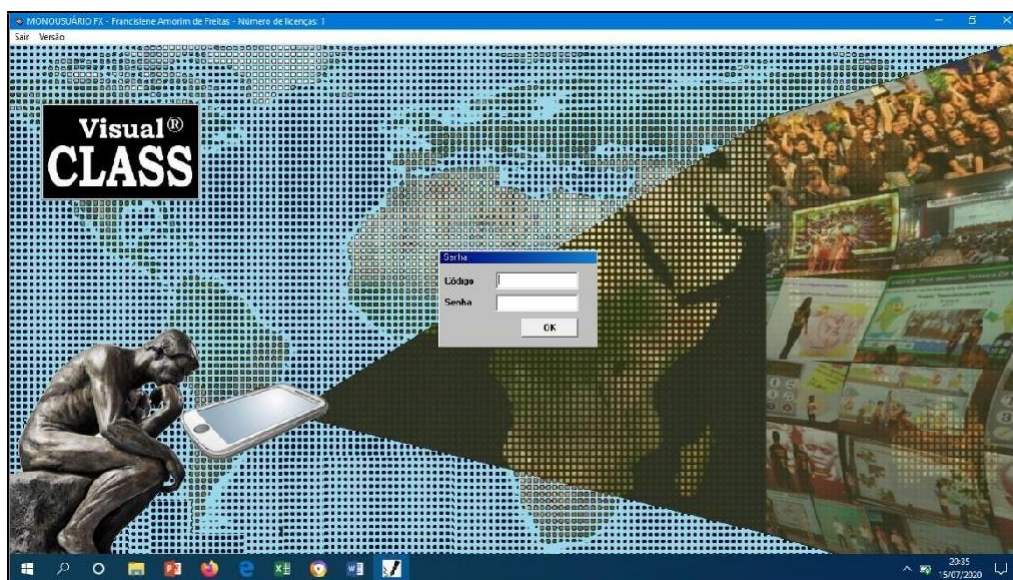 MONOUSUÁRIO FX - Francislene Amorim de Freitas - Número de licenças: 1
Sair Versão
Visual®
CLASS
Senha
Código
Senha
OK
20:35
15/07/2020